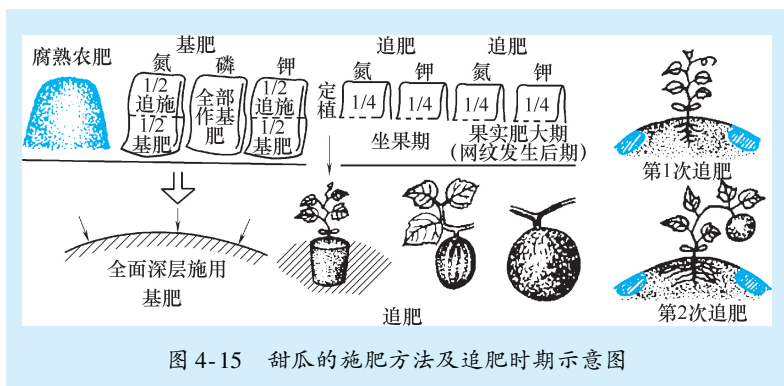 腐熟农肥
基肥
氮 磷 钾
1/2
追施
1/2
基肥
全部
作基
肥
1/2
追施
1/2
基肥
定植
追肥 追肥
氮 钾 氮 钾
1/4 1/4 1/4 1/4
坐果期
果实肥大期
(网纹发生后期)
全面深层施用
基肥
追肥
第1次追肥
第2次追肥
图 4-15 甜瓜的施肥方法及追肥时期示意图